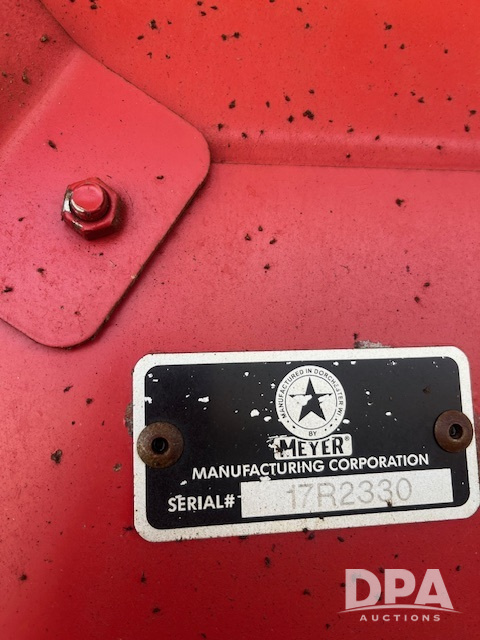 MANUFACTURED IN DORCHESTER WI
BY
MEYER®
MANUFACTURING CORPORATION
SERIAL# 17R2330
DPA
AUCTIONS